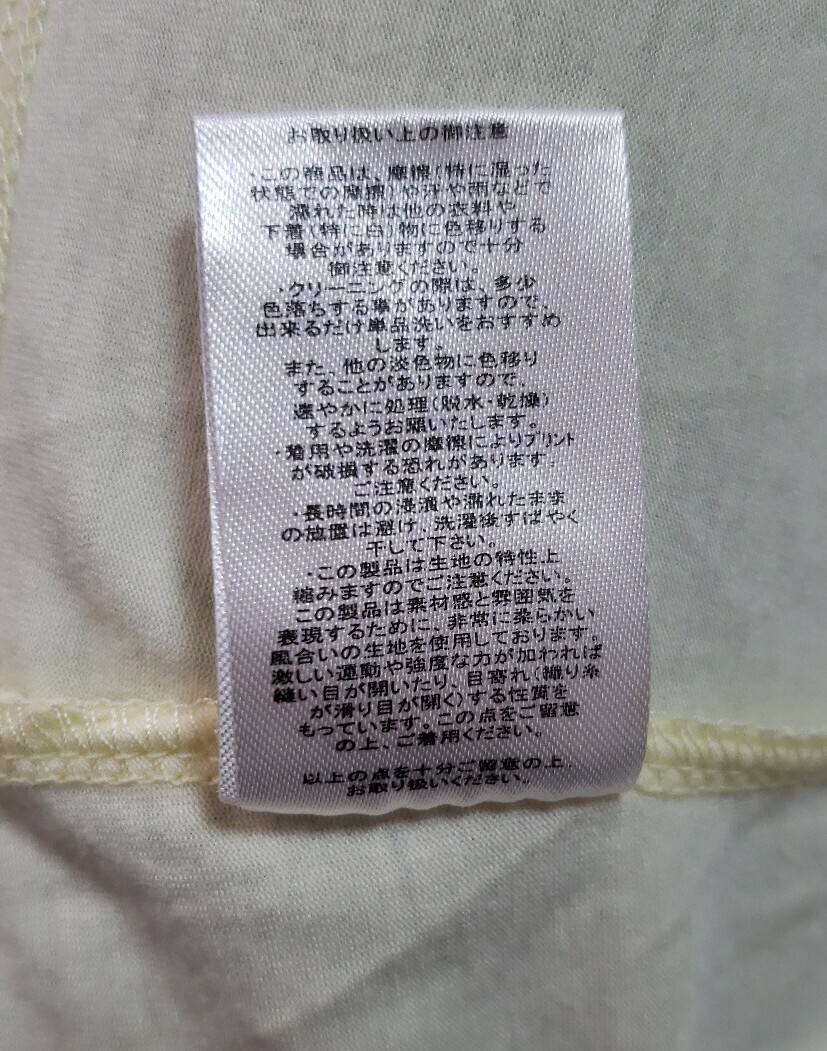 お取り扱い上の御注意
・この商品は、摩擦(特に湿った
状態での摩擦)や汗や雨などで
濡れた時は他の衣料や
下着(特に白)物に色移りする
場合がありますので十分
御注意ください。
・クリーニングの際は、多少
色落ちする事がありますので、
出来るだけ単品洗いをおすすめ
します。
また、他の淡色物に色移り
することがありますので、
速やかに処理(脱水・乾燥)
するようお願いたします。
・着用や洗濯の摩擦によりプリント
が破損する恐れがあります。
ご注意ください。
・長時間の浸漬や濡れたまま
の放置は避け、洗濯後すばやく
干して下さい。
・この製品は生地の特性上
縮みますのでご注意ください。
この製品は素材感と雰囲気を
表現するために、非常に柔らかい
風合いの生地を使用しております。
激しい運動や強度な力が加われば
縫い目が開いたり、目寄れ(織り糸
が滑り目が開く)する性質を
もっています。この点をご留意
の上、ご着用ください。
以上の点を十分ご留意の上、
お取り扱いください。